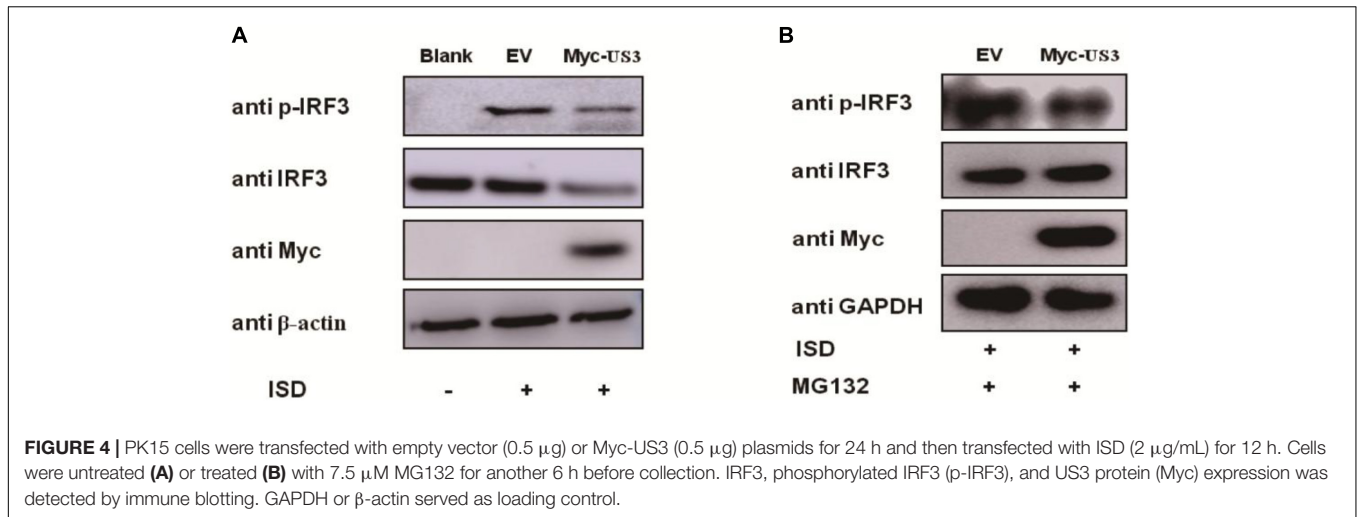 A
B
Blank EV Myc-US3
EV Myc-US3
anti p-IRF3
anti p-IRF3
anti IRF3
anti IRF3
anti Myc
anti Myc
anti β-actin
anti GAPDH
ISD + +
ISD - + +
MG132 + +
FIGURE 4 | PK15 cells were transfected with empty vector (0.5 μg) or Myc-US3 (0.5 μg) plasmids for 24 h and then transfected with ISD (2 μg/mL) for 12 h. Cells
were untreated (A) or treated (B) with 7.5 μM MG132 for another 6 h before collection. IRF3, phosphorylated IRF3 (p-IRF3), and US3 protein (Myc) expression was
detected by immune blotting. GAPDH or β-actin served as loading control.